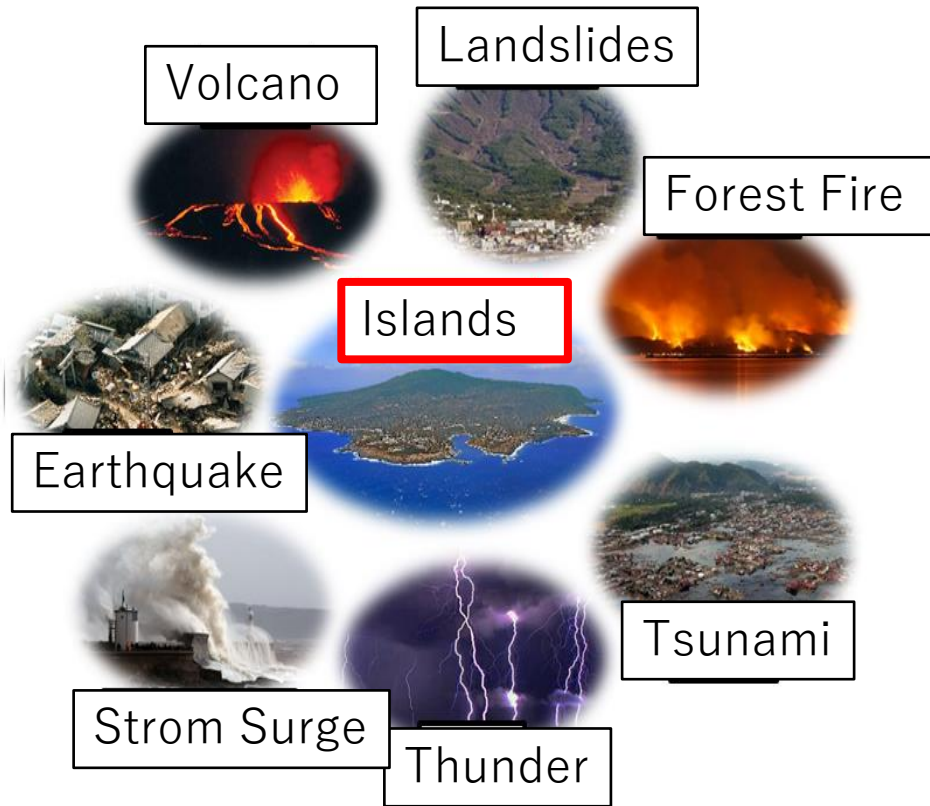 Landslides
Volcano
Forest Fire
Islands
Earthquake
Tsunami
Strom Surge
Thunder